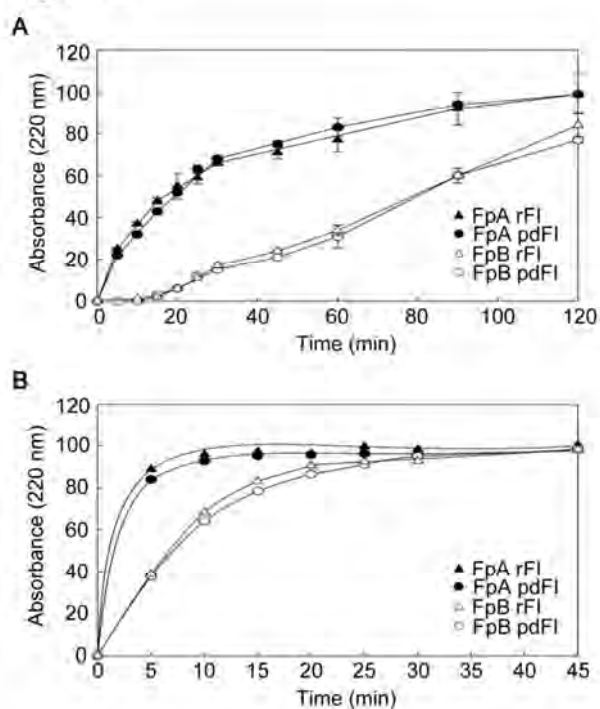 A
120
100
80
60
40
20
0
Absorbance (220 nm)
FpA rFI
FpA pdFI
FpB rFI
FpB pdFI
0 20 40 60 80 100 120
Time (min)
B
120
100
80
60
40
20
0
Absorbance (220 nm)
FpA rFI
FpA pdFI
FpB rFI
FpB pdFI
0 5 10 15 20 25 30 45
Time (min)